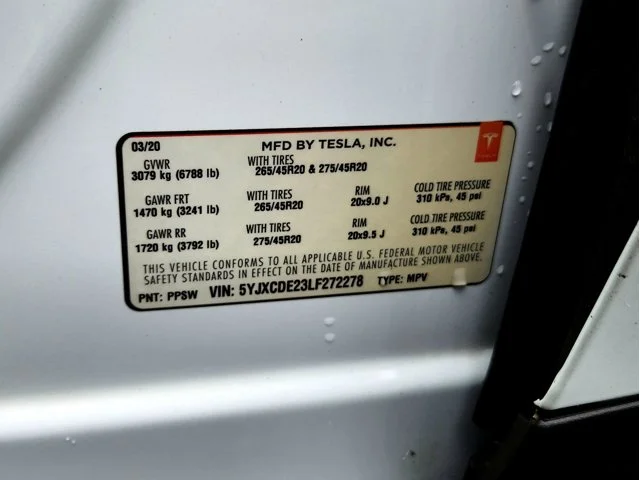 03/20 MFD BY TESLA, INC.
GVWR WITH TIRES
3079 kg (6788 lb) 265/45R20 & 275/45R20
GAWR FRT WITH TIRES RIM COLD TIRE PRESSURE
1470 kg (3241 lb) 265/45R20 20x9.0 J 310 kPa, 45 psi
GAWR RR WITH TIRES RIM COLD TIRE PRESSURE
1720 kg (3792 lb) 275/45R20 20x9.5 J 310 kPa, 45 psi
THIS VEHICLE CONFORMS TO ALL APPLICABLE U.S. FEDERAL MOTOR VEHICLE
SAFETY STANDARDS IN EFFECT ON THE DATE OF MANUFACTURE SHOWN ABOVE.
PNT: PPSW VIN: 5YJXCDE23LF272278 TYPE: MPV